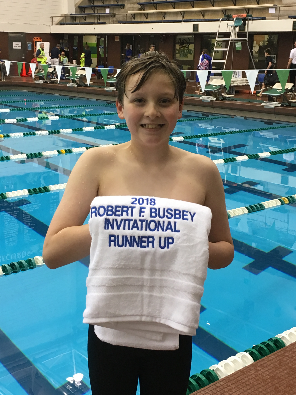 2018
ROBERT F BUSBEY
INVITATIONAL
RUNNER UP